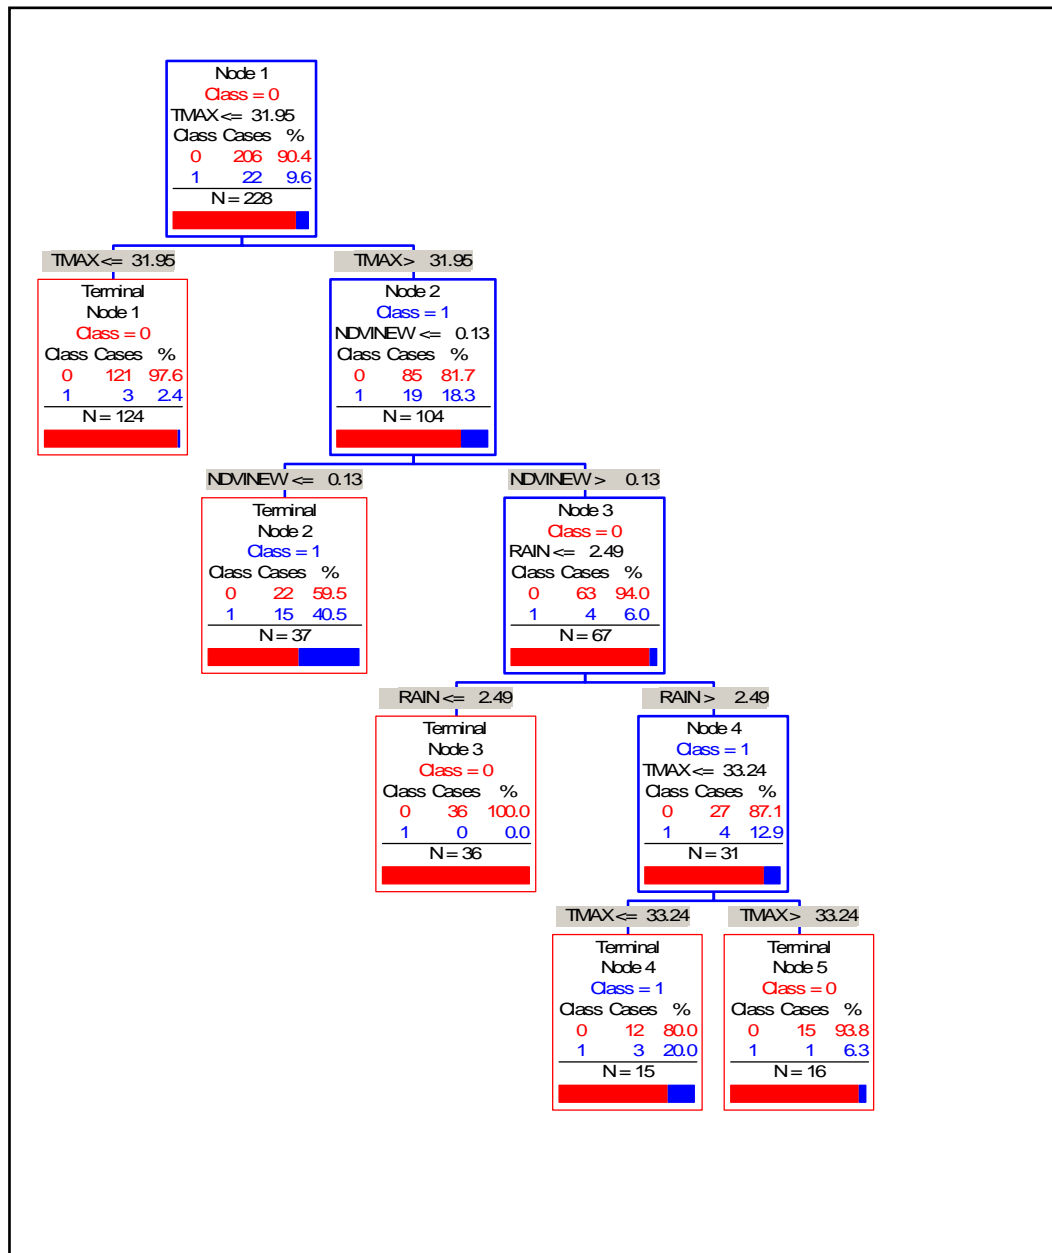 Node 1
Class = 0
TMAX <= 31.95
Class Cases %
0 206 90.4
1 22 9.6
N = 228
TMAX <= 31.95
TMAX > 31.95
Terminal
Node 1
Class = 0
Class Cases %
0 121 97.6
1 3 2.4
N = 124
Node 2
Class = 1
NDVINEW <= 0.13
Class Cases %
0 85 81.7
1 19 18.3
N = 104
NDVINEW <= 0.13
NDVINEW > 0.13
Terminal
Node 2
Class = 1
Class Cases %
0 22 59.5
1 15 40.5
N = 37
Node 3
Class = 0
RAIN <= 2.49
Class Cases %
0 63 94.0
1 4 6.0
N = 67
RAIN <= 2.49
RAIN > 2.49
Terminal
Node 3
Class = 0
Class Cases %
0 36 100.0
1 0 0.0
N = 36
Node 4
Class = 1
TMAX <= 33.24
Class Cases %
0 27 87.1
1 4 12.9
N = 31
TMAX <= 33.24
TMAX > 33.24
Terminal
Node 4
Class = 1
Class Cases %
0 12 80.0
1 3 20.0
N = 15
Terminal
Node 5
Class = 0
Class Cases %
0 15 93.8
1 1 6.3
N = 16